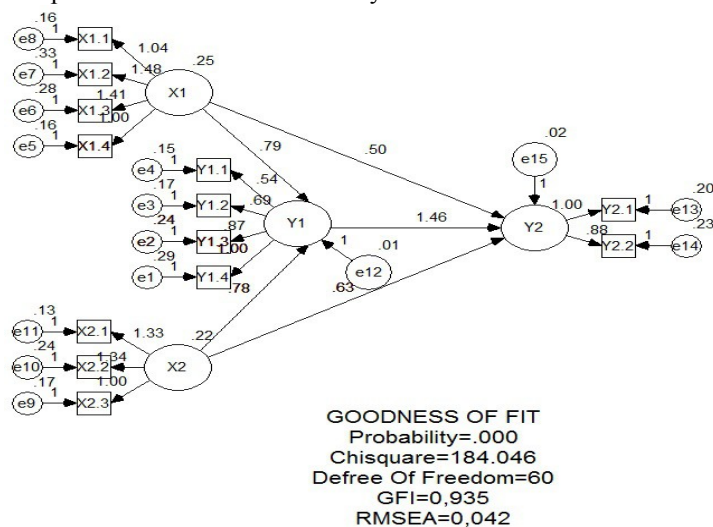 .16
e8 1 X1.1
1.04
.33
e7 1 X1.2
1.48
.25
X1
.28
e6 1 X1.3
1.41
.16
1.00
e5 1 X1.4
.79
.50
.15
e4 1 Y1.1
.54
.17
e3 1 Y1.2
.69
.24
e2 1 Y1.3
.87
1.00
.29
e1 1 Y1.4
.78
Y1
1.46
1 .01
e12
.63
.02
e15
1
Y2
1.00
Y2.1 1 e13
.20
.88
Y2.2 1 e14
.23
.13
e11 1 X2.1
1.33
.22
.24
e10 1 X2.2
1.34
X2
.17
1.00
e9 1 X2.3
GOODNESS OF FIT
Probability=.000
Chisquare=184.046
Defree Of Freedom=60
GFI=0,935
RMSEA=0,042